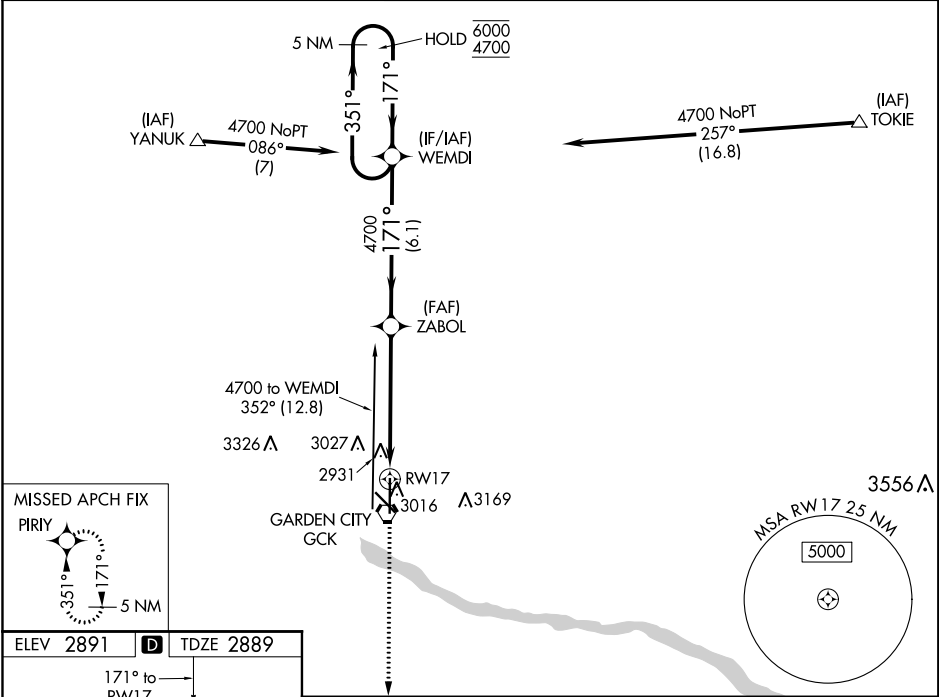 5 NM
HOLD 6000
4700
351°
171°
(IAF)
YANUK
4700 NoPT
086°
(7)
(IF/IAF)
WEMDI
4700 NoPT
257°
(16.8)
(IAF)
TOKIE
4700
171°
(6.1)
(FAF)
ZABOL
4700 to WEMDI
352° (12.8)
3326
3027
2931
RW17
3016
3169
GARDEN CITY
GCK
3556
MSA RW17 25 NM
5000
MISSED APCH FIX
PIRIY
351°
171°
5 NM
ELEV 2891
D
TDZE 2889
171° to
RW17